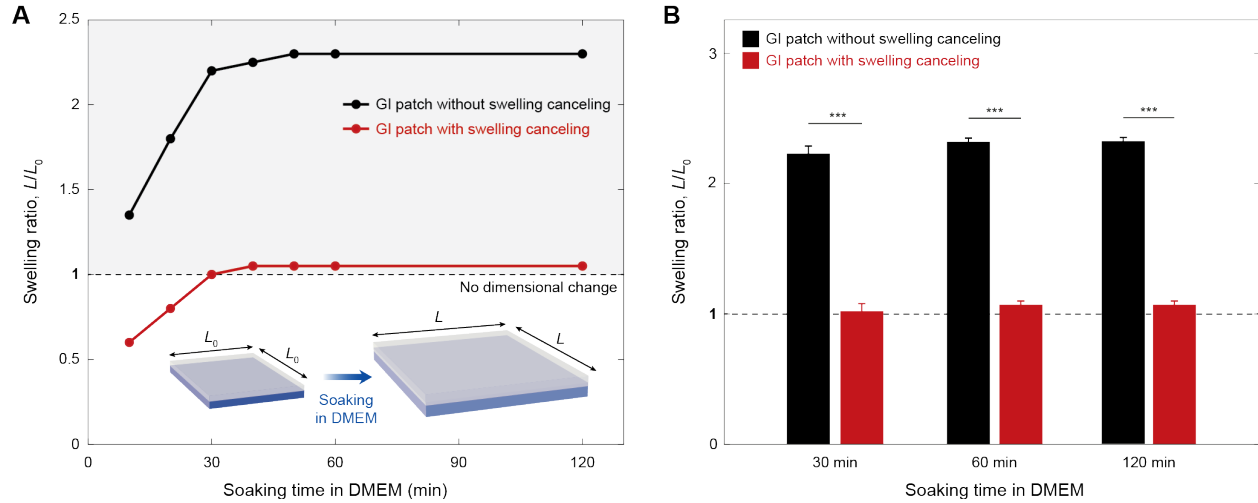 A
2.5
2
1.5
1
0.5
0
Swelling ratio, L/L0
GI patch without swelling canceling
GI patch with swelling canceling
No dimensional change
L0
L0
Soaking
in DMEM
L
L
0
30
60
90
120
Soaking time in DMEM (min)
B
3
2
1
0
Swelling ratio, L/L0
GI patch without swelling canceling
GI patch with swelling canceling
***
***
***
30 min
60 min
120 min
Soaking time in DMEM